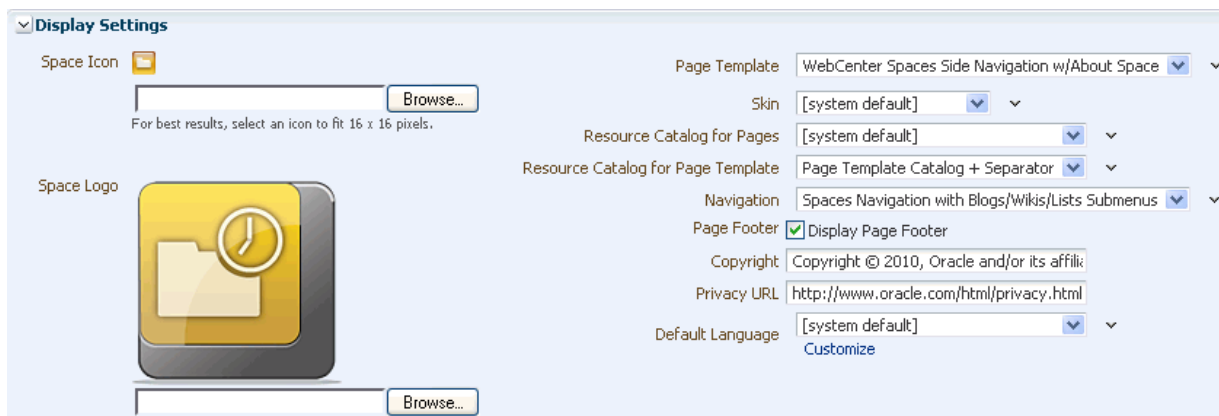 Display Settings
Space Icon
Browse...
For best results, select an icon to fit 16 x 16 pixels.
Space Logo
Browse...
Page Template WebCenter Spaces Side Navigation w/About Space
Skin [system default]
Resource Catalog for Pages [system default]
Resource Catalog for Page Template Page Template Catalog + Separator
Navigation Spaces Navigation with Blogs/Wikis/Lists Submenus
Page Footer Display Page Footer
Copyright Copyright © 2010, Oracle and/or its affilia
Privacy URL http://www.oracle.com/html/privacy.html
Default Language [system default]
Customize